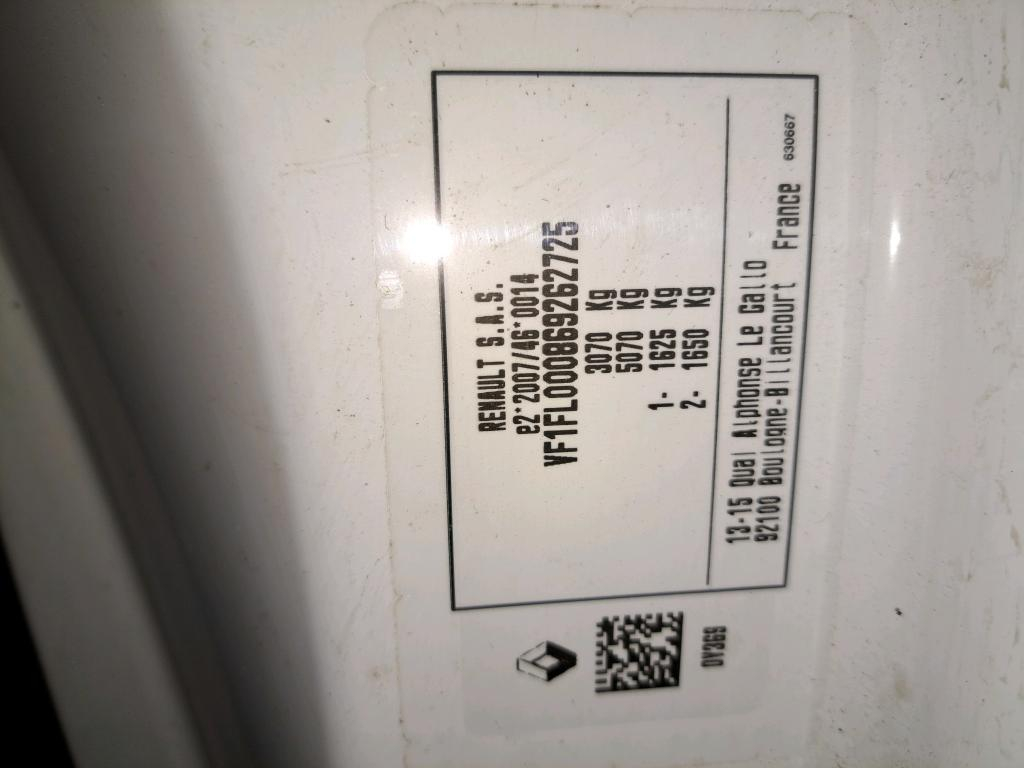 RENAULT S.A.S.
e2*2007/46*0014
VF1FL000869262725
3070 Kg
5070 Kg
1- 1625 Kg
2- 1650 Kg
13-15 Quai Alphonse Le Gallo
92100 Boulogne-Billancourt France
630667
DV369